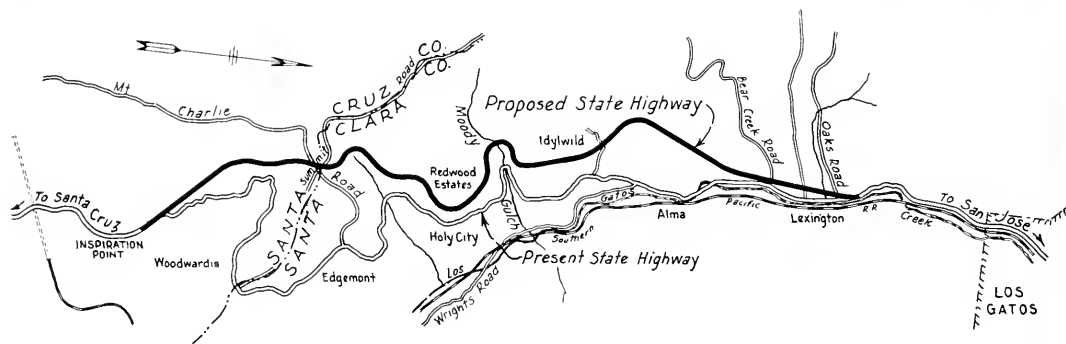 Mt
Charlie
SANTA CRUZ CO.
SANTA CLARA CO.
Summit Road
Road
Moody
Gulch
Proposed State Highway
Idylwild
Redwood
Estates
Bear Creek Road
Oaks Road
To Santa Cruz
INSPIRATION
POINT
Woodwardia
Edgemont
Holy City
Present State Highway
Wrights Road
Los
Gatos
Creek
Southern
Pacific
R.R.
Alma
Lexington
To San Jose
LOS
GATOS